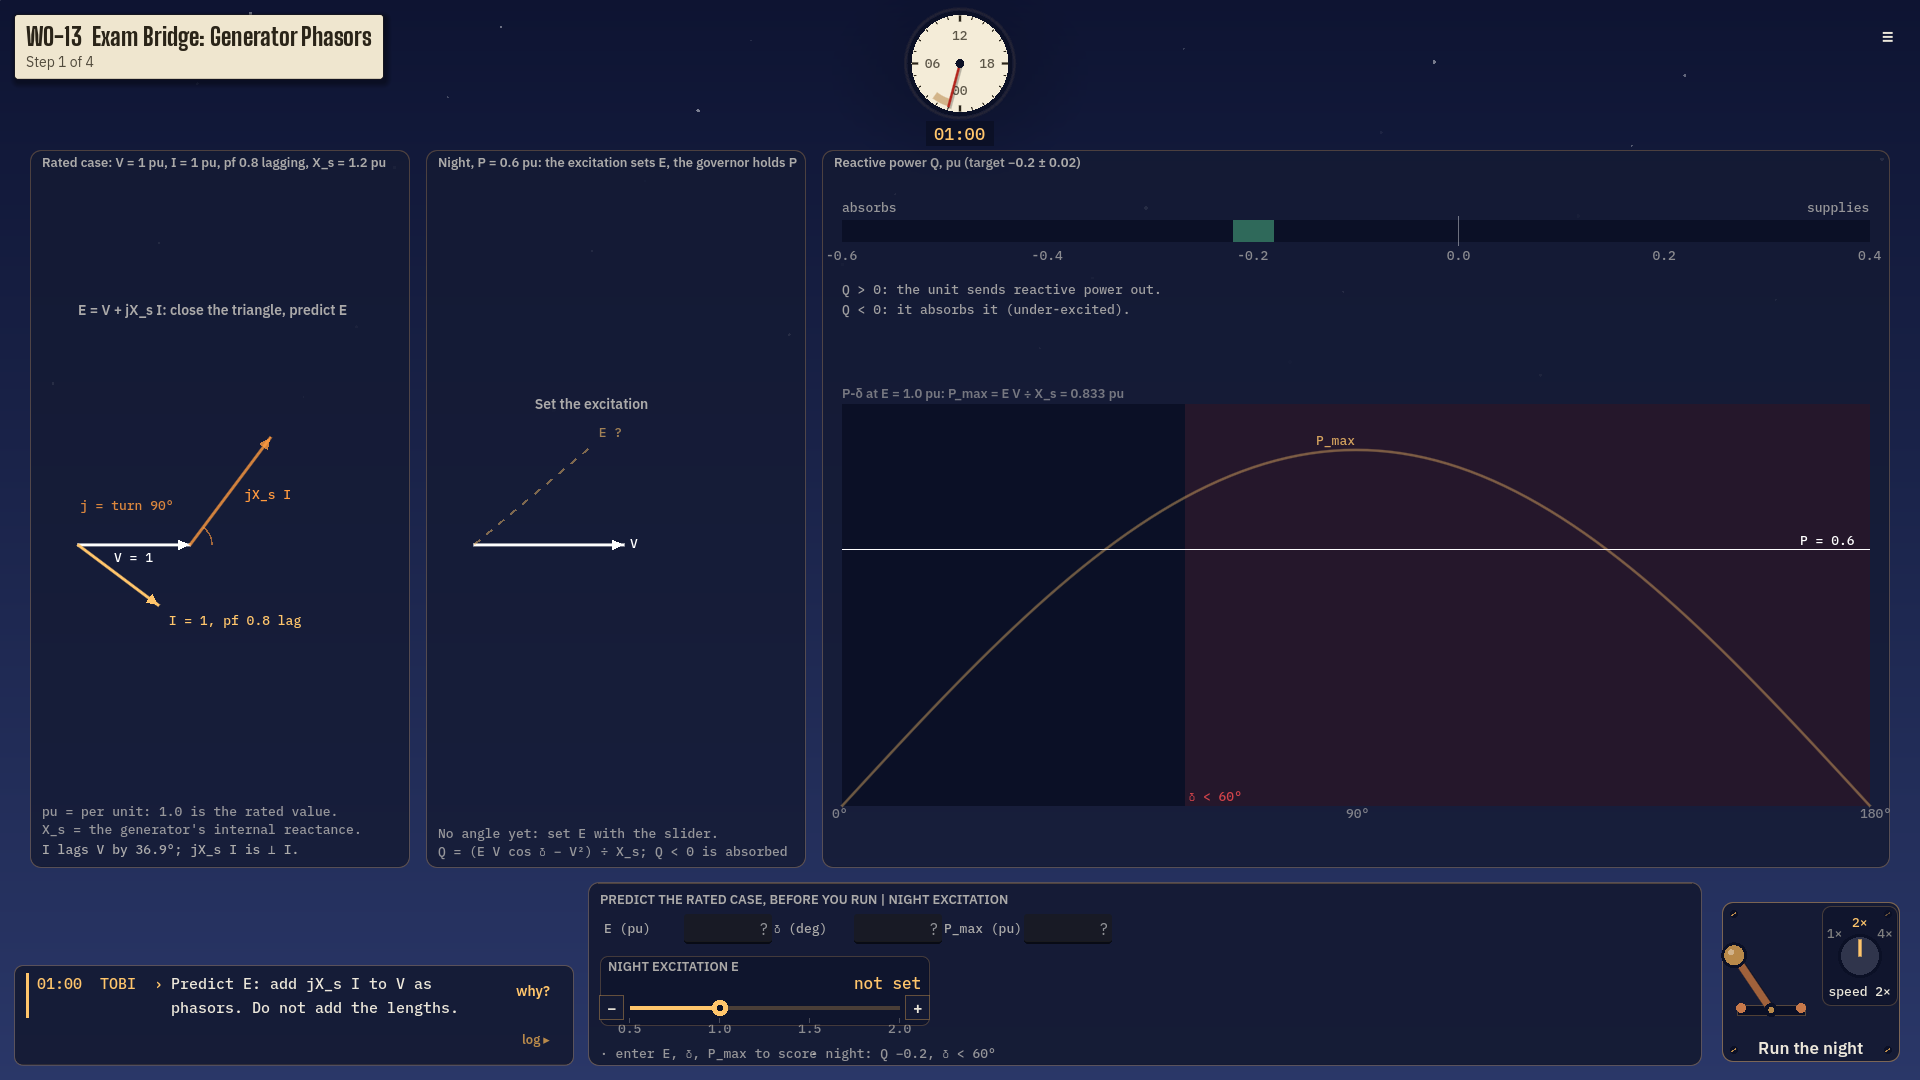 WO-13 Exam Bridge: Generator Phasors
Step 1 of 4
12
06
18
00
01:00
☰
Rated case: V = 1 pu, I = 1 pu, pf 0.8 lagging, X_s = 1.2 pu
E = V + jX_s I: close the triangle, predict E
j = turn 90°
jX_s I
V = 1
I = 1, pf 0.8 lag
pu = per unit: 1.0 is the rated value.
X_s = the generator's internal reactance.
I lags V by 36.9°; jX_s I is ⊥ I.
Night, P = 0.6 pu: the excitation sets E, the governor holds P
Set the excitation
E ?
V
No angle yet: set E with the slider.
Q = (E V cos δ − V²) ÷ X_s; Q < 0 is absorbed
Reactive power Q, pu (target −0.2 ± 0.02)
absorbs
supplies
-0.6
-0.4
-0.2
0.0
0.2
0.4
Q > 0: the unit sends reactive power out.
Q < 0: it absorbs it (under-excited).
P-δ at E = 1.0 pu: P_max = E V ÷ X_s = 0.833 pu
P_max
P = 0.6
δ < 60°
0°
90°
180°
01:00 TOBI › Predict E: add jX_s I to V as
phasors. Do not add the lengths.
why?
log ▸
PREDICT THE RATED CASE, BEFORE YOU RUN | NIGHT EXCITATION
E (pu) ? δ (deg) ? P_max (pu) ?
NIGHT EXCITATION E
not set
−
+
0.5
1.0
1.5
2.0
· enter E, δ, P_max to score night: Q −0.2, δ < 60°
1×
2×
4×
speed 2×
Run the night